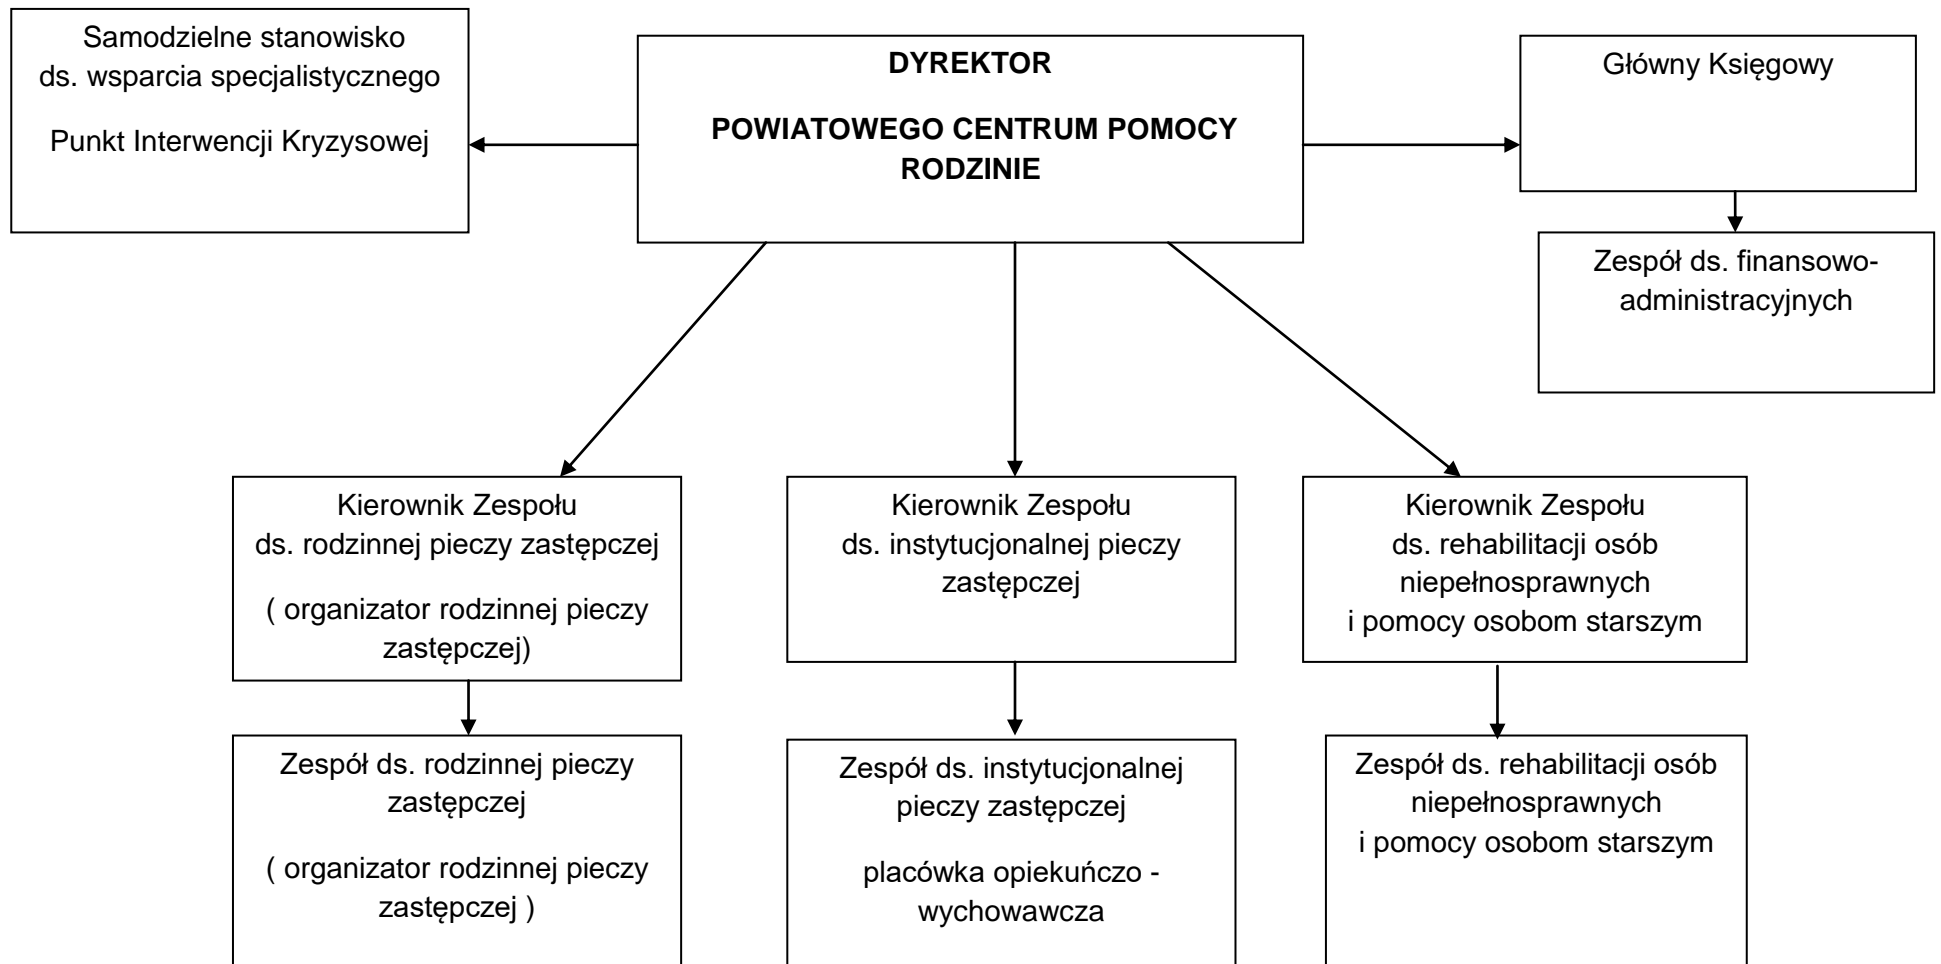 Samodzielne stanowisko
ds. wsparcia specjalistycznego
Punkt Interwencji Kryzysowej
DYREKTOR
POWIATOWEGO CENTRUM POMOCY
RODZINIE
Główny Księgowy
Zespół ds. finansowo-
administracyjnych
Kierownik Zespołu
ds. rodzinnej pieczy zastępczej
( organizator rodzinnej pieczy
zastępczej)
Kierownik Zespołu
ds. instytucjonalnej pieczy
zastępczej
Kierownik Zespołu
ds. rehabilitacji osób
niepełnosprawnych
i pomocy osobom starszym
Zespół ds. rodzinnej pieczy
zastępczej
( organizator rodzinnej pieczy
zastępczej )
Zespół ds. instytucjonalnej
pieczy zastępczej
placówka opiekuńczo -
wychowawcza
Zespół ds. rehabilitacji osób
niepełnosprawnych
i pomocy osobom starszym